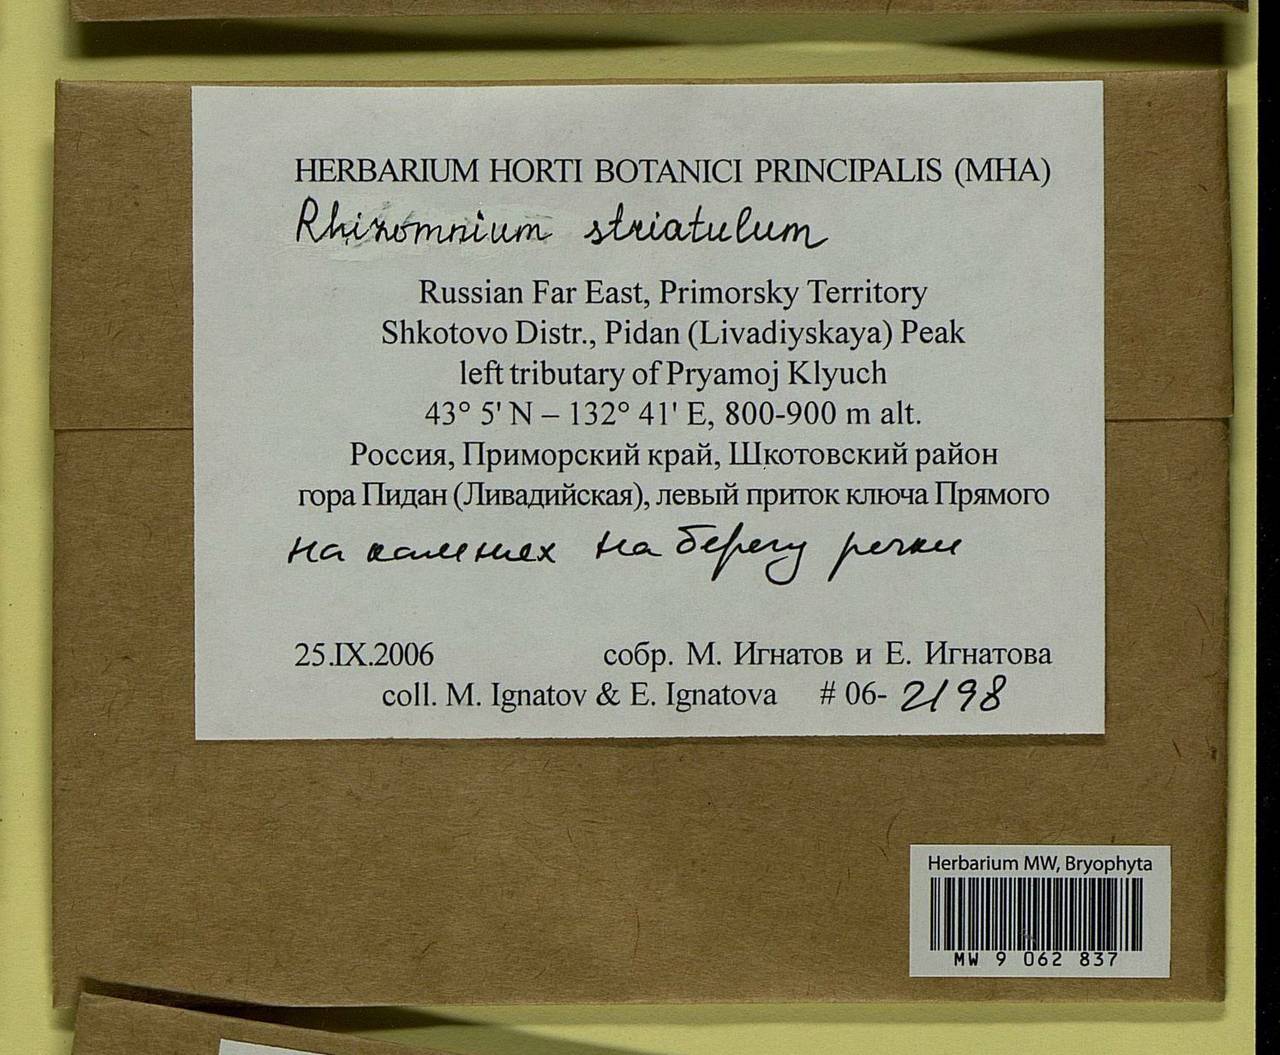 HERBARIUM HORTI BOTANICI PRINCIPALIS (MHA)
Rhizomnium striatulum
Russian Far East, Primorsky Territory
Shkotovo Distr., Pidan (Livadiyskaya) Peak
left tributary of Pryamoj Klyuch
43° 5' N – 132° 41' E, 800-900 m alt.
Россия, Приморский край, Шкотовский район
гора Пидан (Ливадийская), левый приток ключа Прямого
на камнях на берегу речки
25.IX.2006 собр. М. Игнатов и Е. Игнатова
coll. M. Ignatov & E. Ignatova # 06- 2198
Herbarium MW, Bryophyta
MW 9 062 837